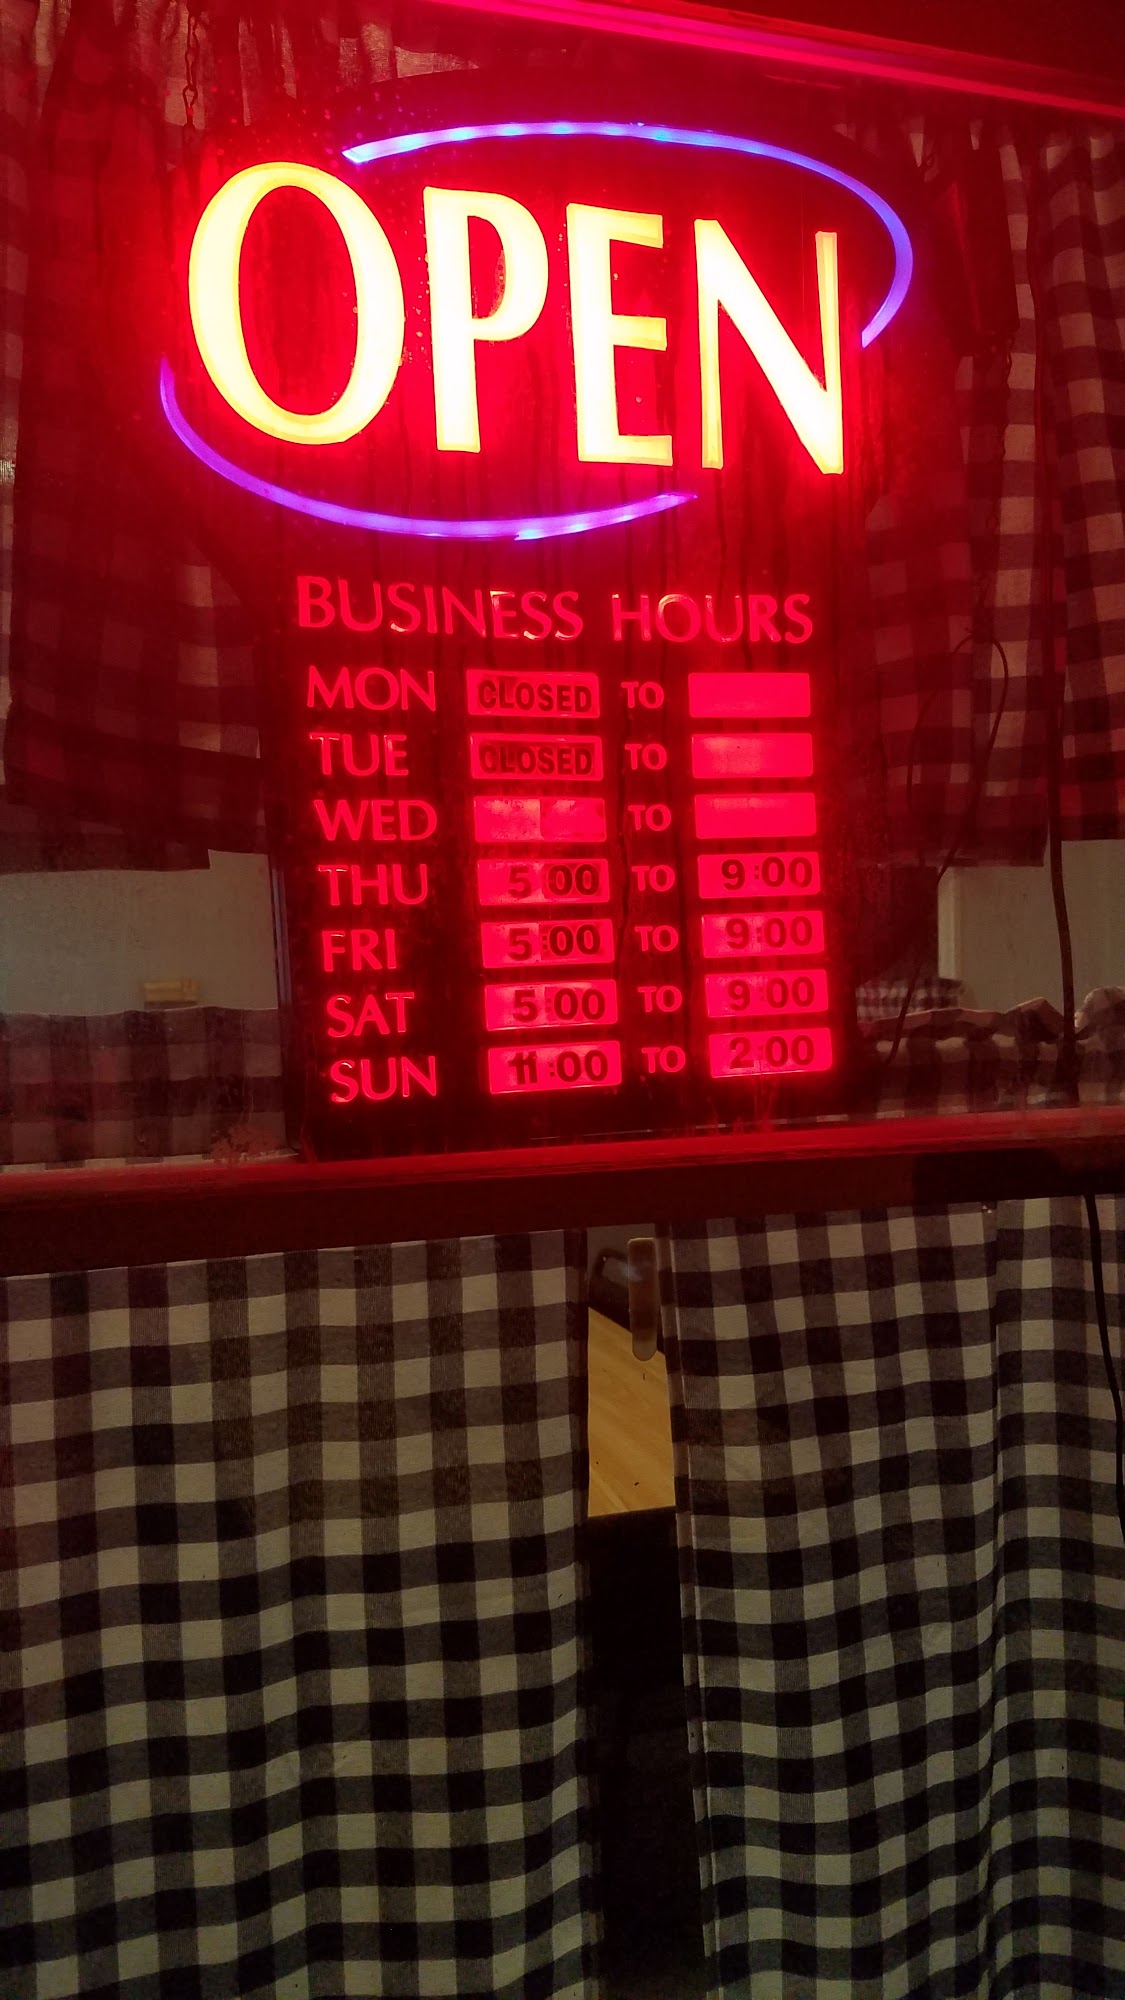 OPEN
BUSINESS HOURS
MON CLOSED TO
TUE CLOSED TO
WED TO
THU 5:00 TO 9:00
FRI 5:00 TO 9:00
SAT 5:00 TO 9:00
SUN 11:00 TO 2:00